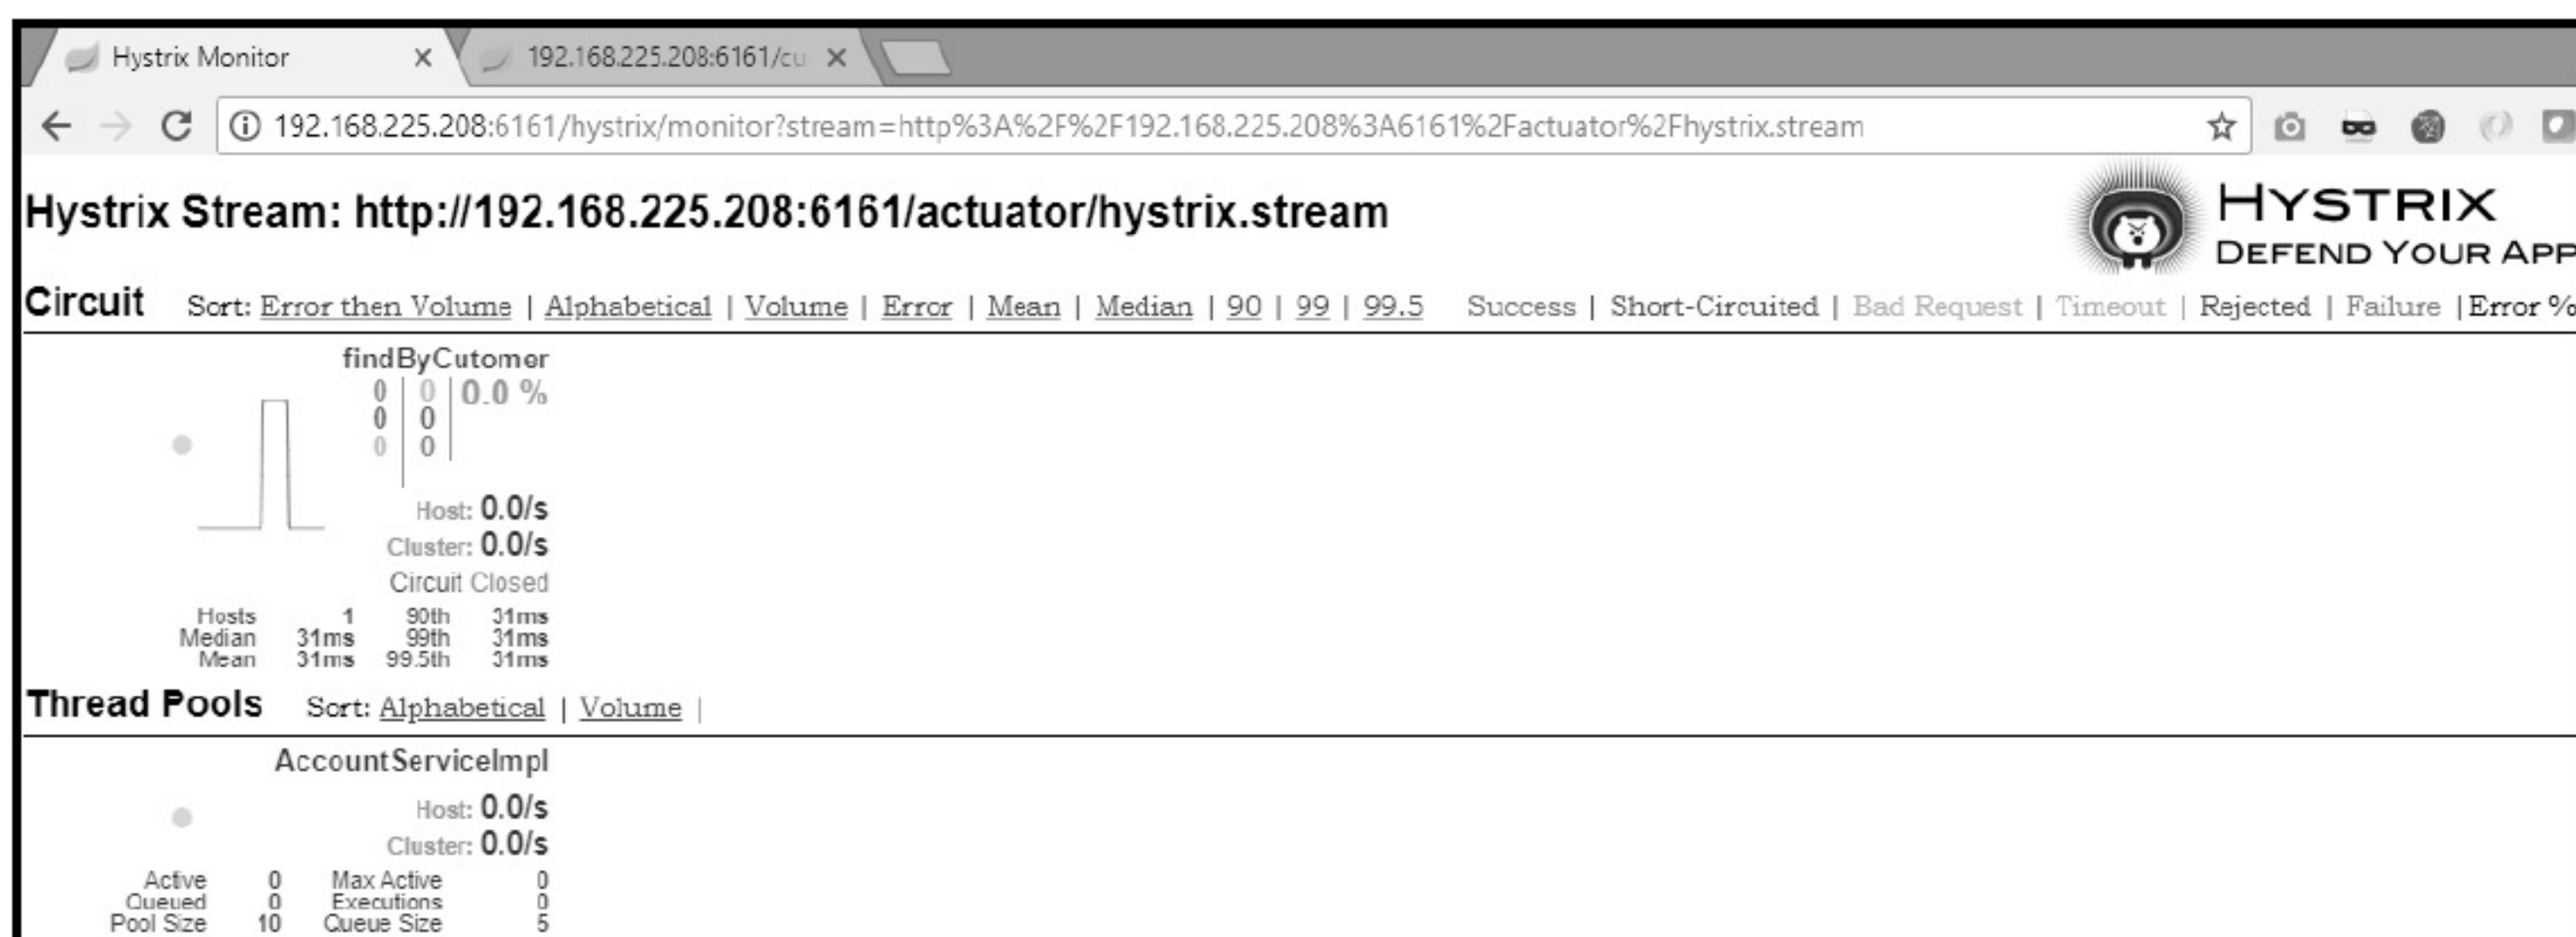 Hystrix Monitor
192.168.225.208:6161/cu
192.168.225.208:6161/hystrix/monitor?stream=http%3A%2F%2F192.168.225.208%3A6161%2Factuator%2Fhystrix.stream
Hystrix Stream: http://192.168.225.208:6161/actuator/hystrix.stream
HYSTRIX
DEFEND YOUR APP
Circuit Sort: Error then Volume | Alphabetical | Volume | Error | Mean | Median | 90 | 99 | 99.5 Success | Short-Circuited | Bad Request | Timeout | Rejected | Failure | Error %
findByCutomer
0 | 0 | 0.0 %
0 | 0
0 | 0
Host: 0.0/s
Cluster: 0.0/s
Circuit Closed
Hosts 1 90th 31ms
Median 31ms 99th 31ms
Mean 31ms 99.5th 31ms
Thread Pools Sort: Alphabetical | Volume |
AccountServiceImpl
Host: 0.0/s
Cluster: 0.0/s
Active 0 Max Active 0
Queued 0 Executions 0
Pool Size 10 Queue Size 5